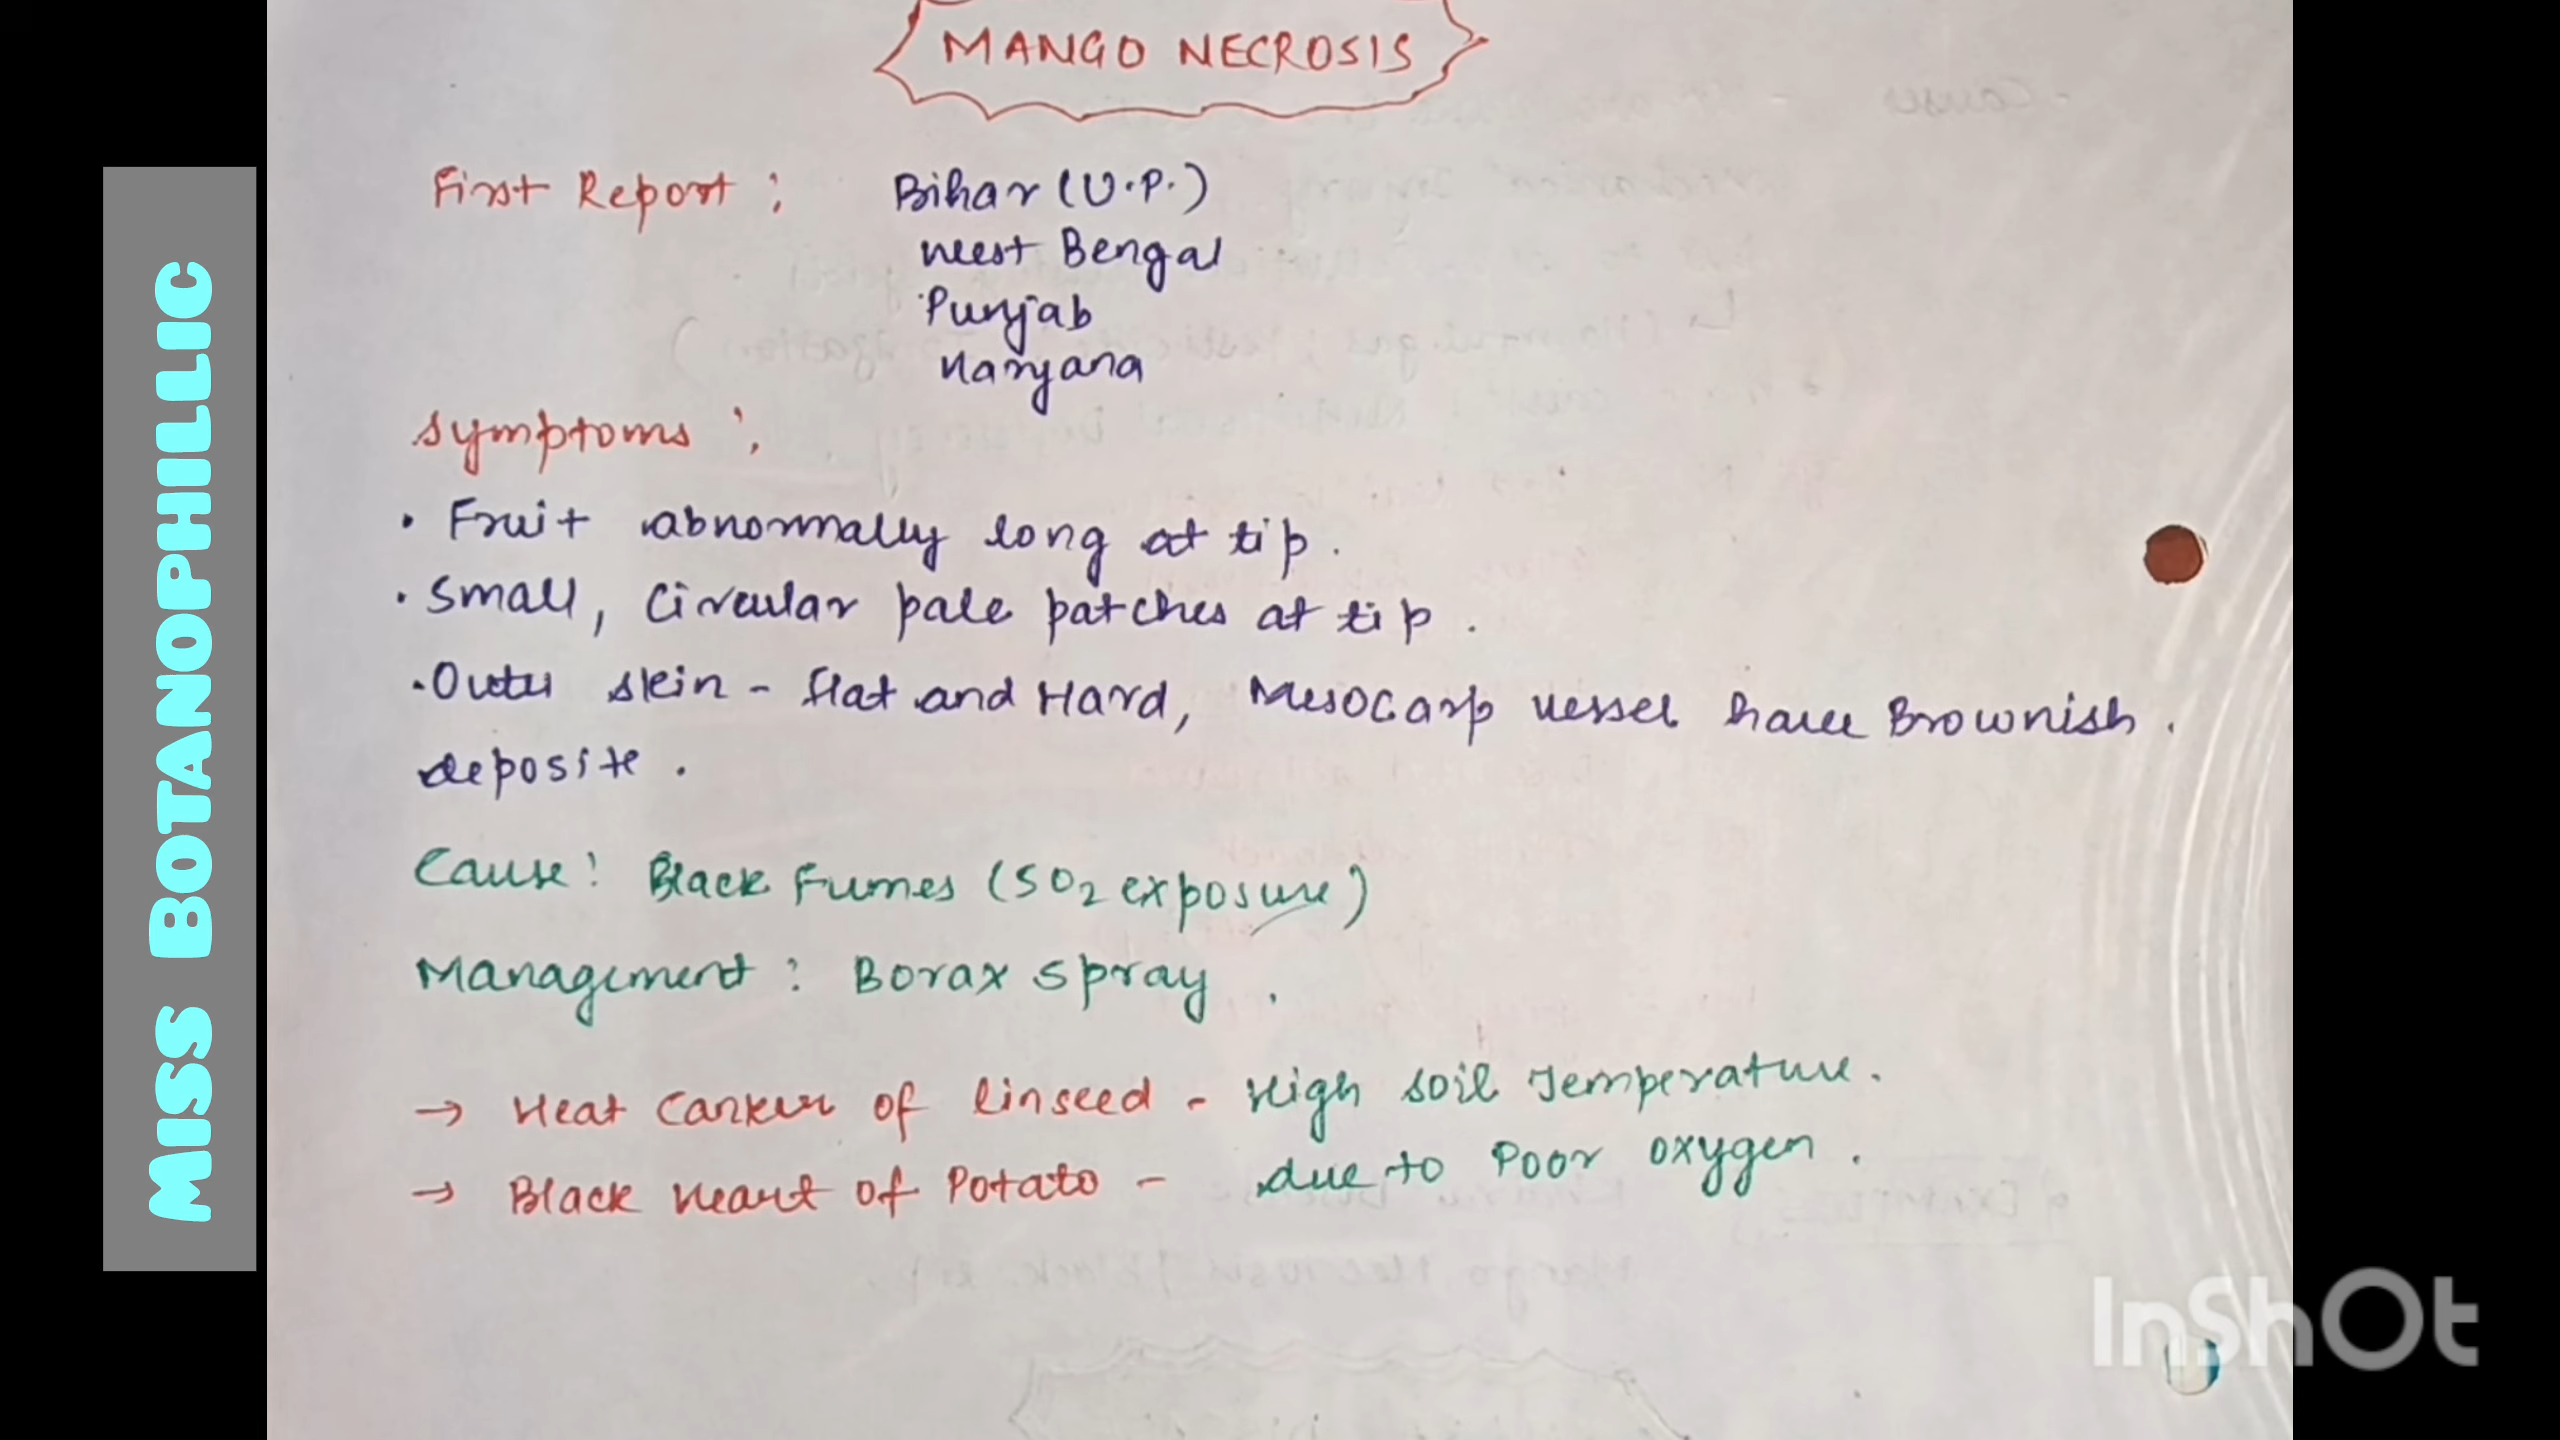 MANGO NECROSIS
First Report : Bihar (U.P.)
West Bengal
Punjab
Haryana
Symptoms :
• Fruit abnormally long at tip.
• Small, Circular pale patches at tip.
• Outer skin - flat and Hard, Mesocarp vessel have Brownish.
deposite.
Cause : Black Fumes (SO2 exposure)
Management : Borax spray.
→ Heat Canker of linseed - High soil Temperature.
→ Black Heart of Potato - due to Poor oxygen.
MISS BOTANOPHILLIC
InShOt